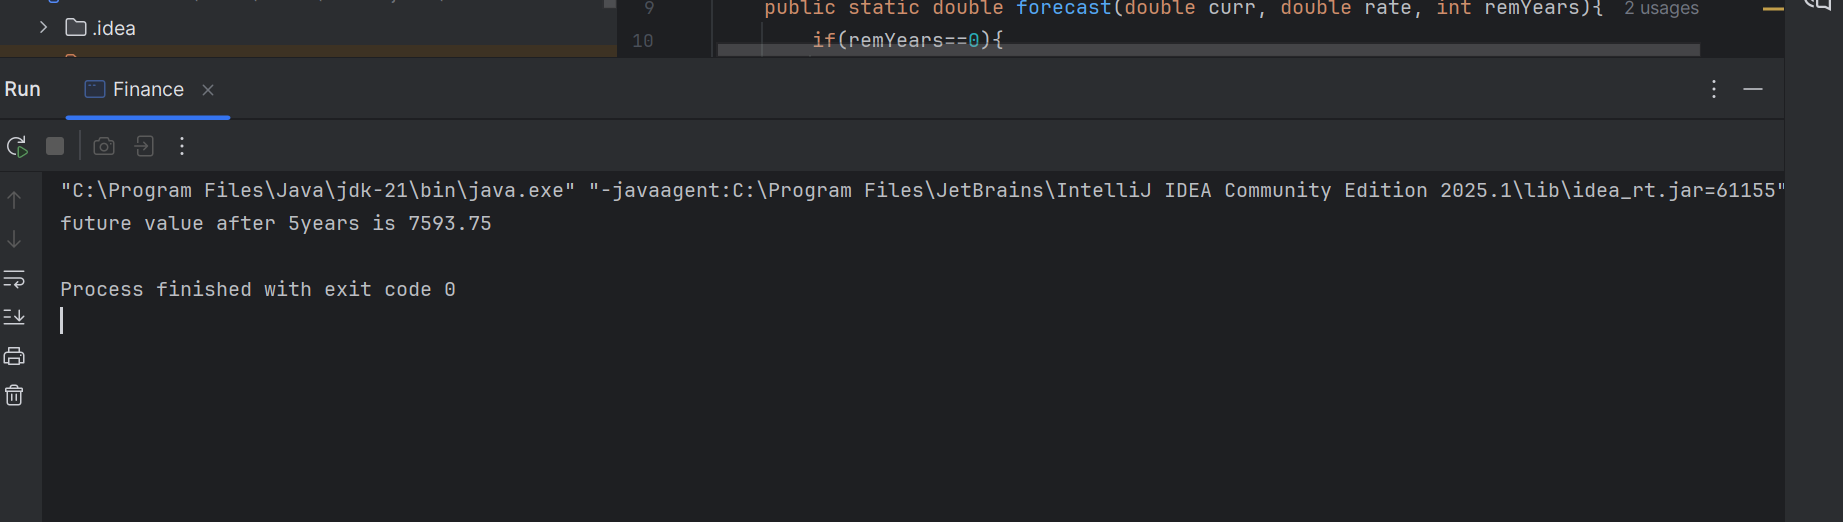 9 public static double forecast(double curr, double rate, int remYears){ 2 usages
.idea
10 if(remYears==0){
Run Finance
"C:\Program Files\Java\jdk-21\bin\java.exe" "-javaagent:C:\Program Files\JetBrains\IntelliJ IDEA Community Edition 2025.1\lib\idea_rt.jar=61155"
future value after 5years is 7593.75
Process finished with exit code 0